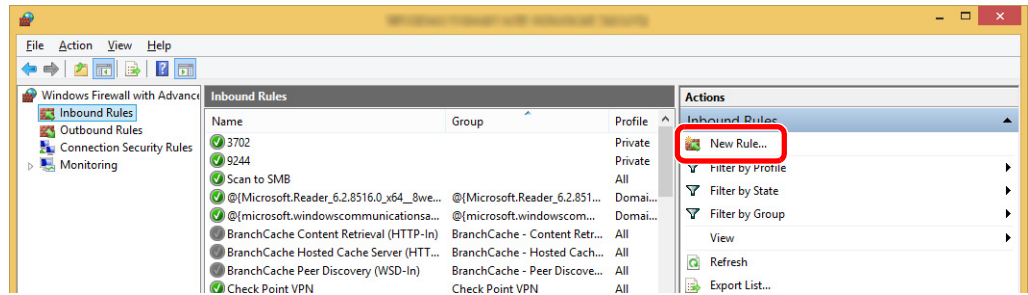 Windows Firewall with Advanced Security
File Action View Help
Windows Firewall with Advance
Inbound Rules
Outbound Rules
Connection Security Rules
Monitoring
Inbound Rules
Name Group Profile
3702 Private
9244 Private
Scan to SMB All
@{Microsoft.Reader_6.2.8516.0_x64__8we... @{Microsoft.Reader_6.2.851... Domai...
@{microsoft.windowscommunicationsa... @{microsoft.windowscom... Domai...
BranchCache Content Retrieval (HTTP-In) BranchCache - Content Retr... All
BranchCache Hosted Cache Server (HTT... BranchCache - Hosted Cach... All
BranchCache Peer Discovery (WSD-In) BranchCache - Peer Discove... All
Check Point VPN Check Point VPN All
Actions
Inbound Rules
New Rule...
Filter by Profile
Filter by State
Filter by Group
View
Refresh
Export List...